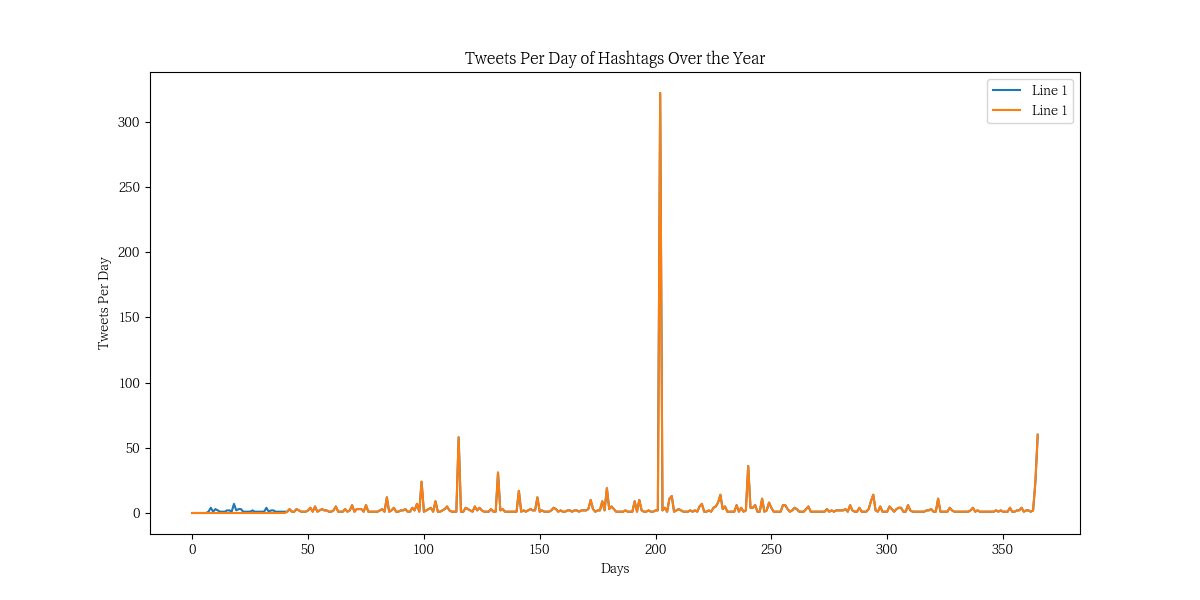 Tweets Per Day of Hashtags Over the Year
Line 1
Line 1
Tweets Per Day
300
250
200
150
100
50
0
0 50 100 150 200 250 300 350
Days